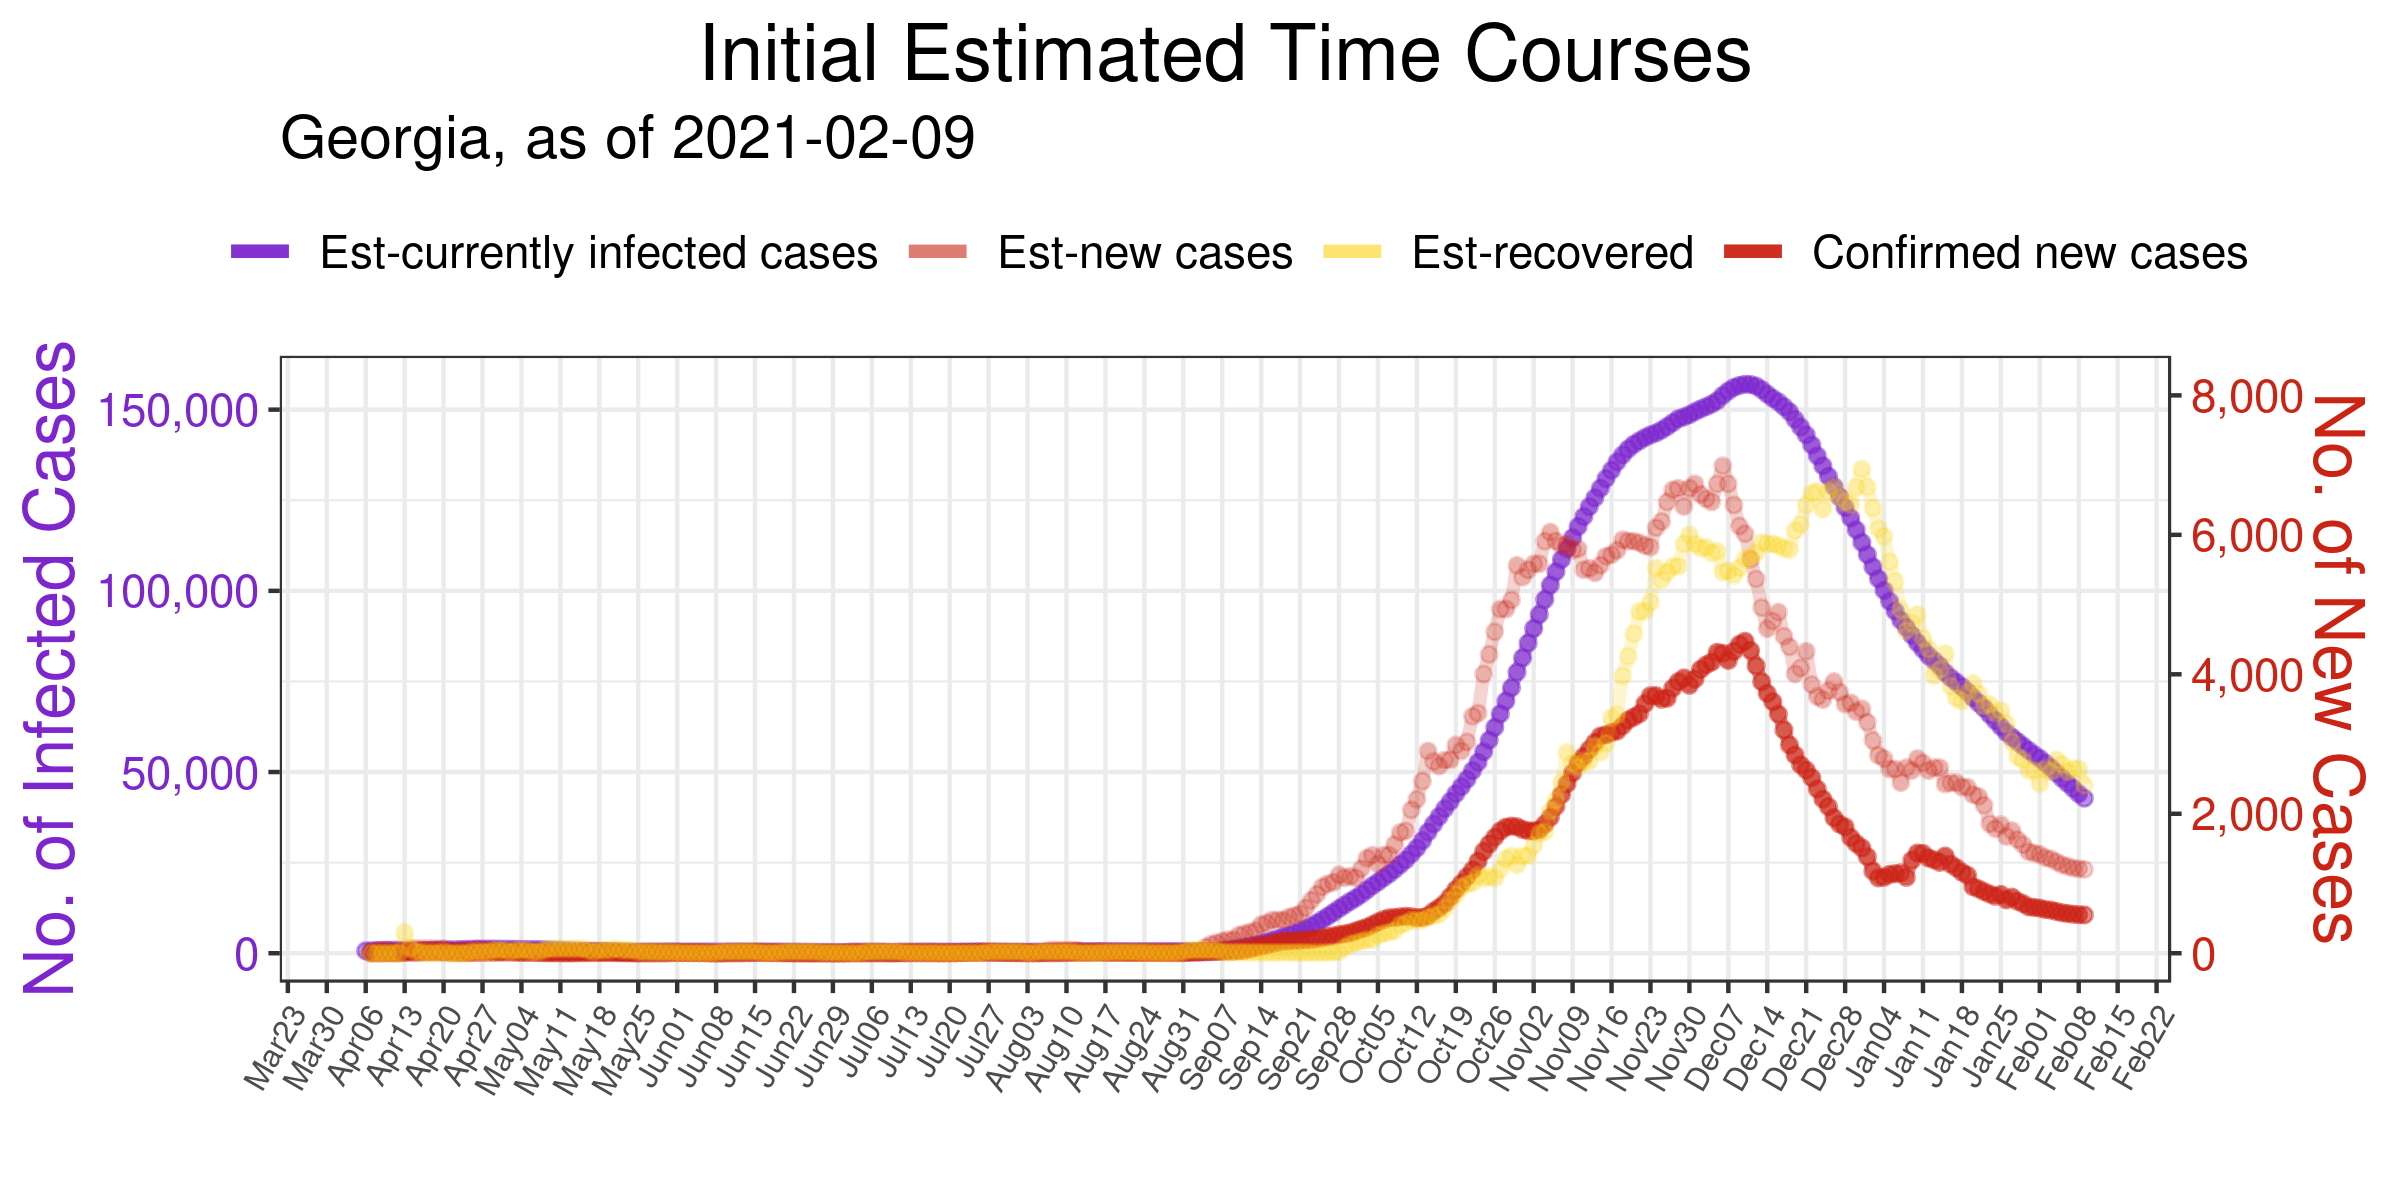 Initial Estimated Time Courses
Georgia, as of 2021-02-09
Est-currently infected cases Est-new cases Est-recovered Confirmed new cases
No. of Infected Cases
150,000
100,000
50,000
0
8,000
6,000
4,000
2,000
0
No. of New Cases
Mar23 Mar30 Apr06 Apr13 Apr20 Apr27 May04 May11 May18 May25 Jun01 Jun08 Jun15 Jun22 Jun29 Jul06 Jul13 Jul20 Jul27 Aug03 Aug10 Aug17 Aug24 Aug31 Sep07 Sep14 Sep21 Sep28 Oct05 Oct12 Oct19 Oct26 Nov02 Nov09 Nov16 Nov23 Nov30 Dec07 Dec14 Dec21 Dec28 Jan04 Jan11 Jan18 Jan25 Feb01 Feb08 Feb15 Feb22